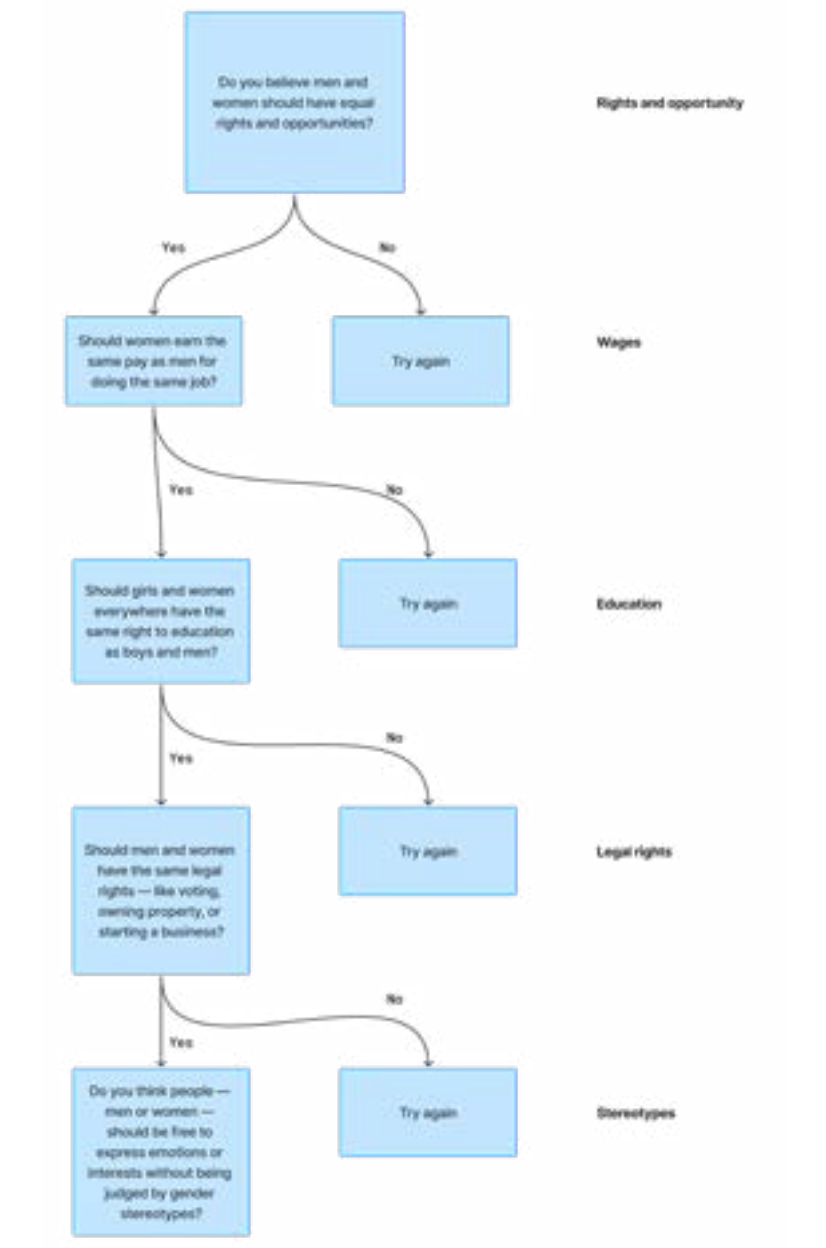 Do you believe men and
women should have equal
rights and opportunities?
Rights and opportunity
Yes
No
Should women earn the
same pay as men for
doing the same job?
Try again
Wages
Yes
No
Should girls and women
everywhere have the
same right to education
as boys and men?
Try again
Education
Yes
No
Should men and women
have the same legal
rights — like voting,
owning property, or
starting a business?
Try again
Legal rights
Yes
No
Do you think people —
men or women —
should be free to
express emotions or
interests without being
judged by gender
stereotypes?
Try again
Stereotypes